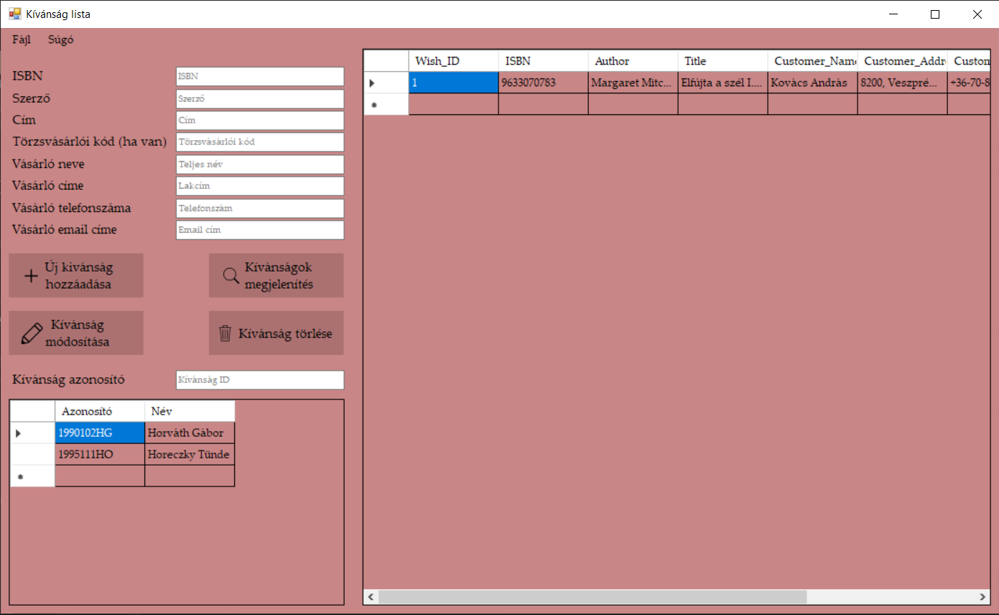 Kívánság lista
Fájl Súgó
ISBN ISBN
Szerző Szerző
Cím Cím
Törzsvásárlói kód (ha van) Törzsvásárlói kód
Vásárló neve Teljes név
Vásárló címe Lakcím
Vásárló telefonszáma Telefonszám
Vásárló email címe Email cím
Új kívánság
hozzáadása
Kívánságok
megjelenítés
Kívánság
módosítása
Kívánság törlése
Kívánság azonosító Kívánság ID
Azonosító Név
1990102HG Horváth Gábor
1995111HO Horeczky Tünde
Wish_ID ISBN Author Title Customer_Name Customer_Addr Custom
1 9633070783 Margaret Mitc... Elfújta a szél I.... Kovács András 8200, Veszpré... +36-70-8